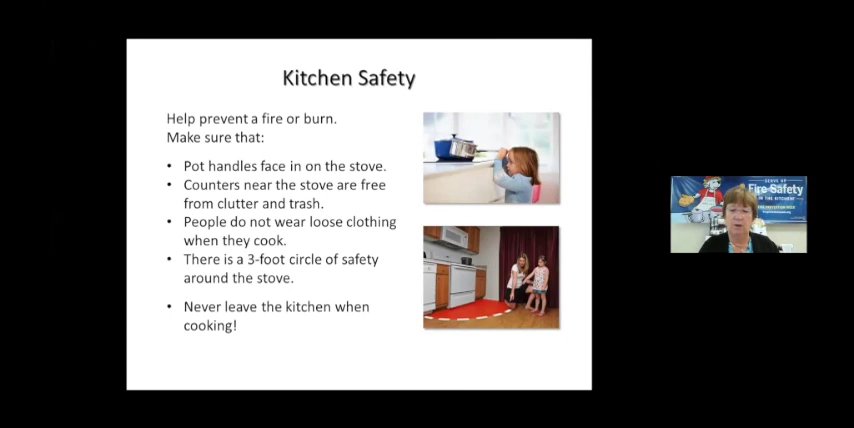 Kitchen Safety
Help prevent a fire or burn.
Make sure that:
• Pot handles face in on the stove.
• Counters near the stove are free
from clutter and trash.
• People do not wear loose clothing
when they cook.
• There is a 3-foot circle of safety
around the stove.
• Never leave the kitchen when
cooking!
SERVE UP
Fire Safety
IN THE KITCHEN!